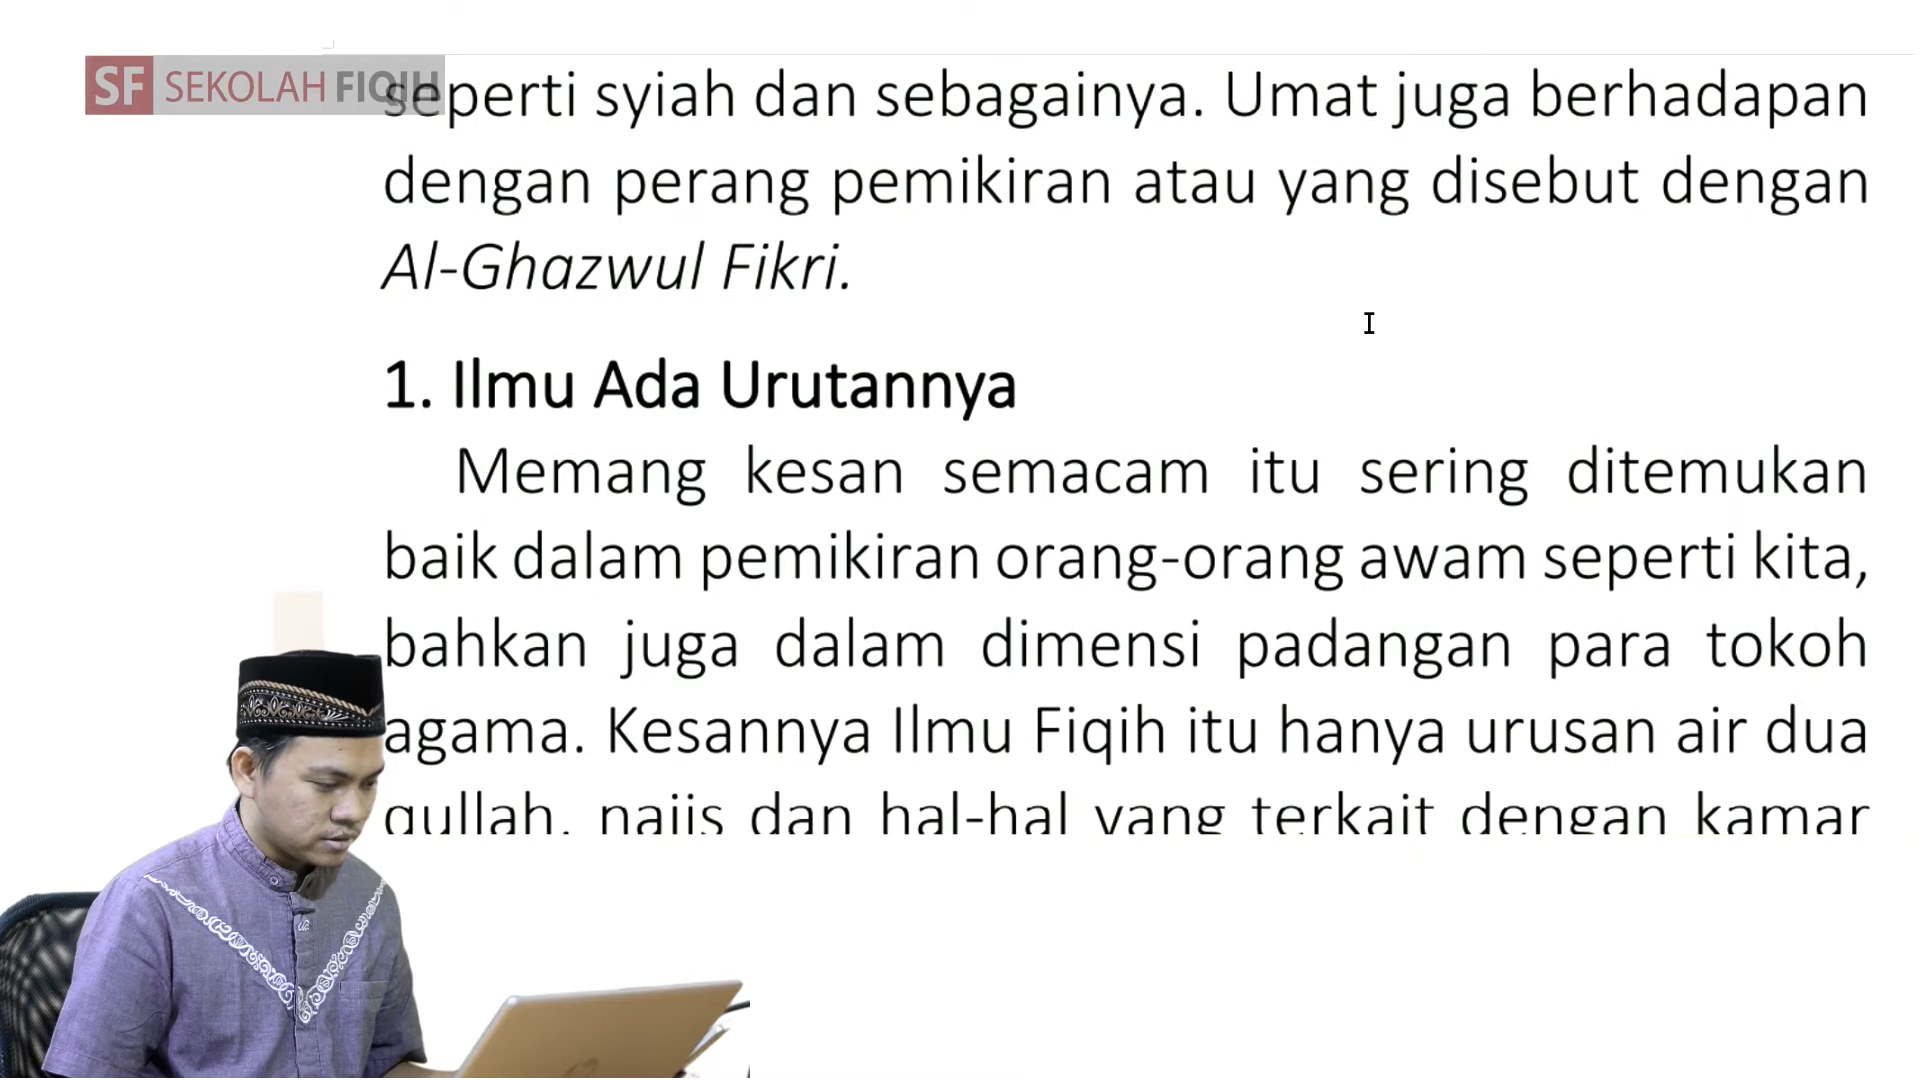 SF SEKOLAH FIQIH
seperti syiah dan sebagainya. Umat juga berhadapan
dengan perang pemikiran atau yang disebut dengan
Al-Ghazwul Fikri.
1. Ilmu Ada Urutannya
Memang kesan semacam itu sering ditemukan
baik dalam pemikiran orang-orang awam seperti kita,
bahkan juga dalam dimensi padangan para tokoh
agama. Kesannya Ilmu Fiqih itu hanya urusan air dua
qullah, najis dan hal-hal yang terkait dengan kamar